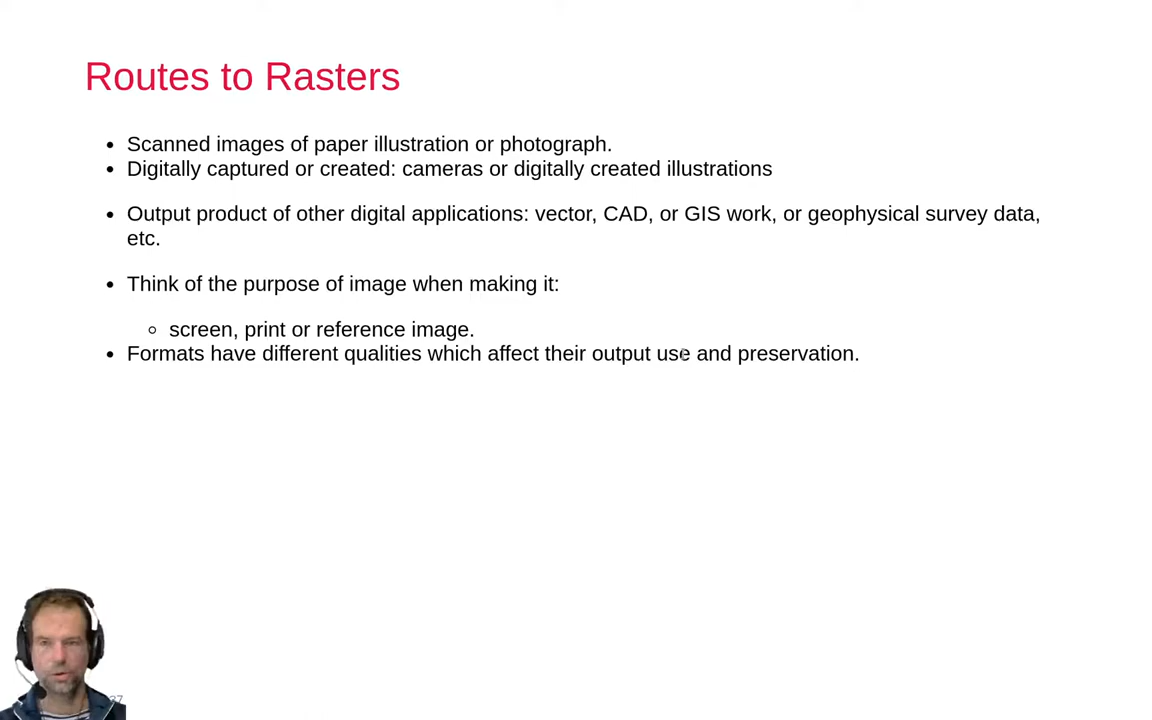 Routes to Rasters
• Scanned images of paper illustration or photograph.
• Digitally captured or created: cameras or digitally created illustrations
• Output product of other digital applications: vector, CAD, or GIS work, or geophysical survey data,
etc.
• Think of the purpose of image when making it:
◦ screen, print or reference image.
• Formats have different qualities which affect their output use and preservation.